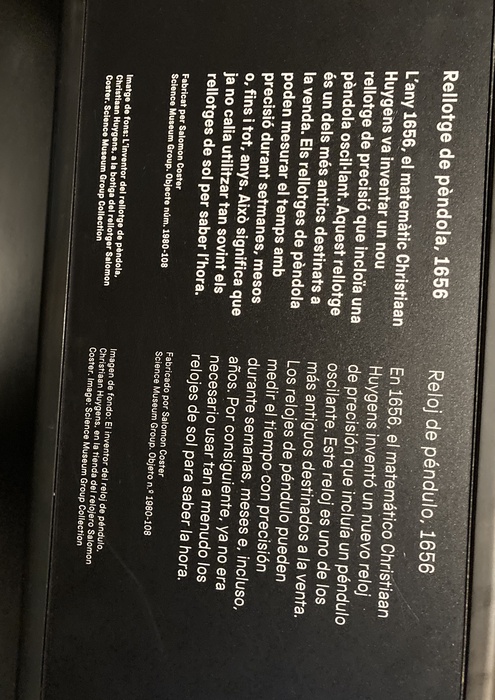 Rellotge de pèndola, 1656
L'any 1656, el matemàtic Christiaan
Huygens va inventar un nou
rellotge de precisió que incloïa una
pèndola oscil·lant. Aquest rellotge
és un dels més antics destinats a
la venda. Els rellotges de pèndola
poden mesurar el temps amb
precisió durant setmanes, mesos
o, fins i tot, anys. Això significa que
ja no calia utilitzar tan sovint els
rellotges de sol per saber l'hora.
Fabricat per Salomon Coster
Science Museum Group. Objecte núm. 1980-108
Imatge de fons: L'inventor del rellotge de pèndola,
Christiaan Huygens, a la botiga del rellotger Salomon
Coster. Science Museum Group Collection
Reloj de péndulo, 1656
En 1656, el matemático Christiaan
Huygens inventó un nuevo reloj
de precisión que incluía un péndulo
oscilante. Este reloj es uno de los
más antiguos destinados a la venta.
Los relojes de péndulo pueden
medir el tiempo con precisión
durante semanas, meses e, incluso,
años. Por consiguiente, ya no era
necesario usar tan a menudo los
relojes de sol para saber la hora.
Fabricado por Salomon Coster
Science Museum Group. Objeto n.º 1980-108
Imagen de fondo: El inventor del reloj de péndulo,
Christiaan Huygens, en la tienda del relojero Salomon
Coster. Image: Science Museum Group Collection